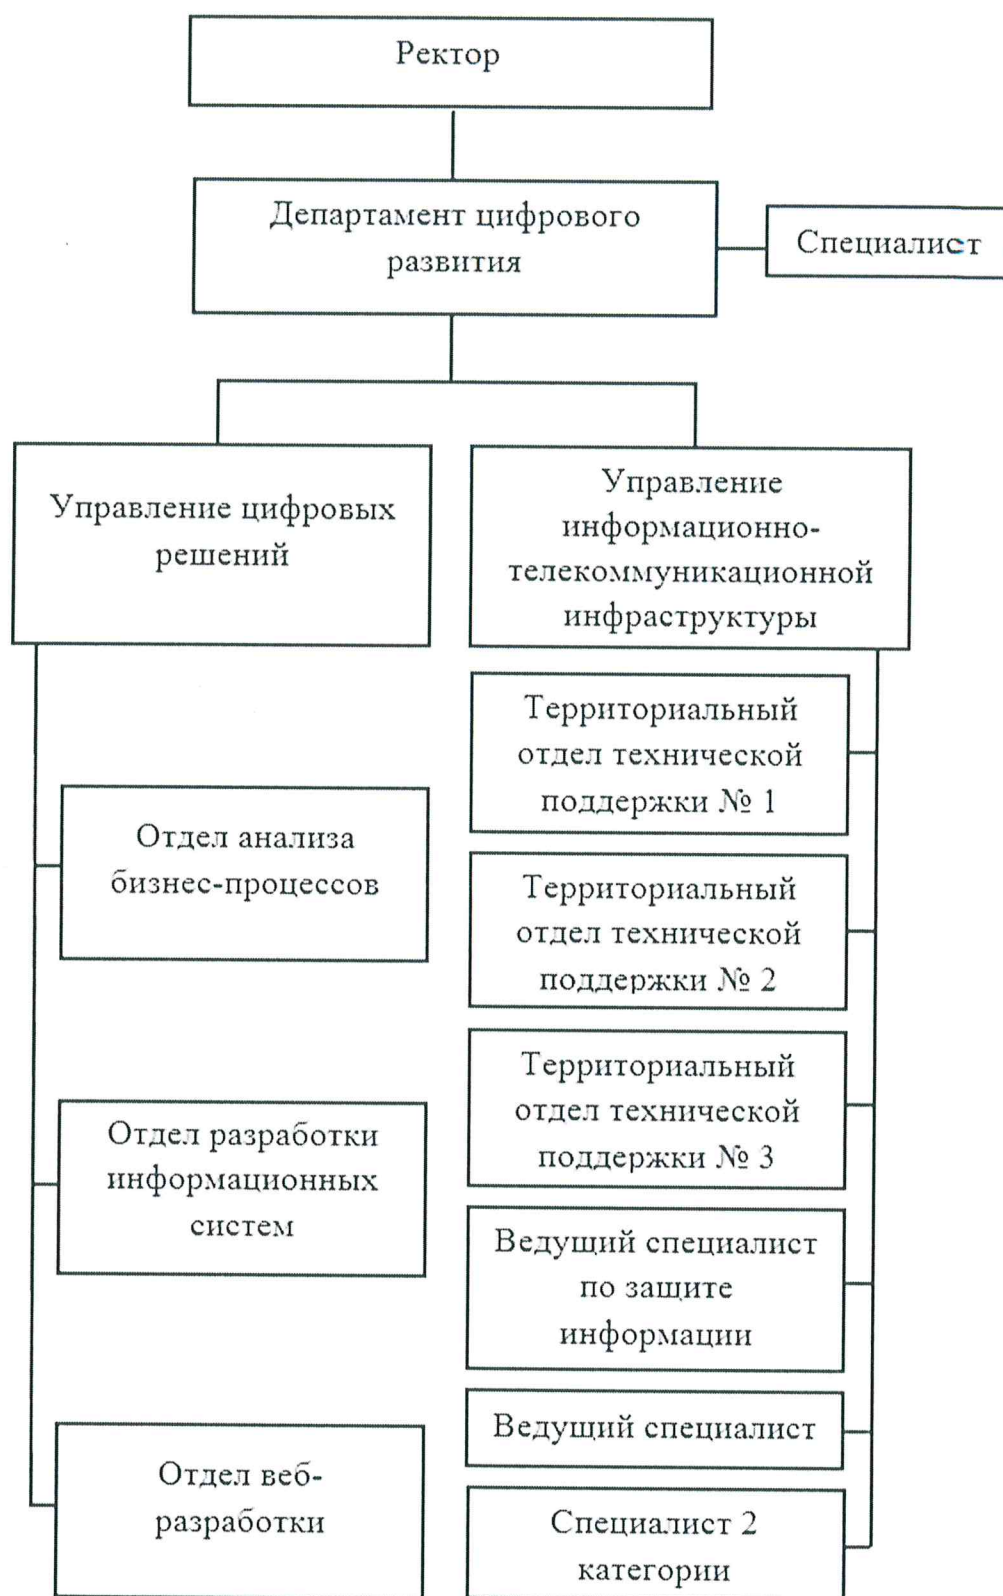 Ректор
Департамент цифрового
развития
Специалист
Управление цифровых
решений
Управление
информационно-
телекоммуникационной
инфраструктуры
Отдел анализа
бизнес-процессов
Отдел разработки
информационных
систем
Отдел веб-
разработки
Территориальный
отдел технической
поддержки № 1
Территориальный
отдел технической
поддержки № 2
Территориальный
отдел технической
поддержки № 3
Ведущий специалист
по защите
информации
Ведущий специалист
Специалист 2
категории